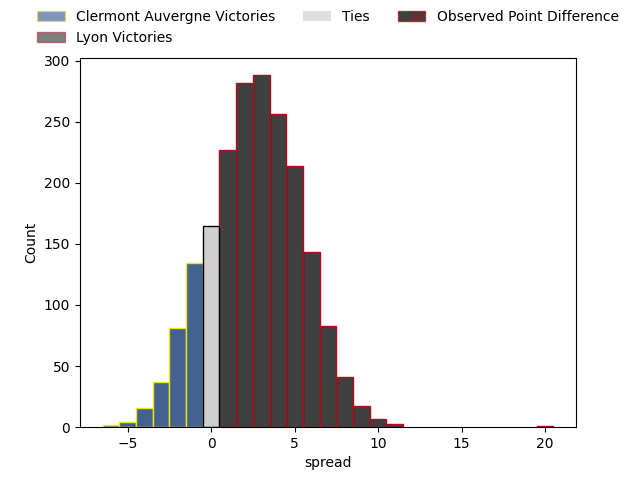 Clermont Auvergne Victories
Ties
Observed Point Difference
Lyon Victories
300
250
200
150
100
50
0
Count
−5
0
5
10
15
20
spread